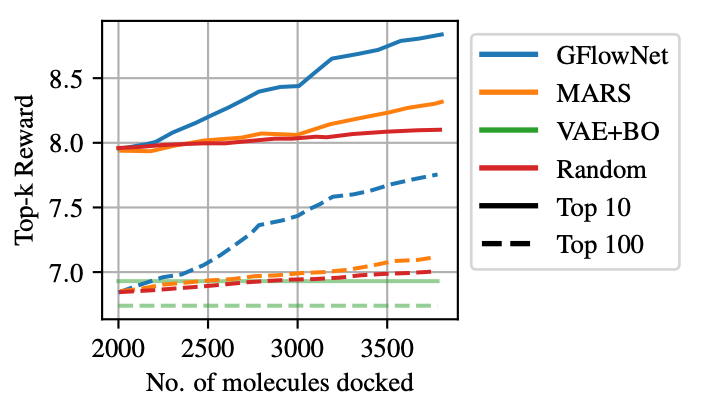 Top-k Reward
8.5
8.0
7.5
7.0
2000 2500 3000 3500
No. of molecules docked
GFlowNet
MARS
VAE+BO
Random
Top 10
Top 100